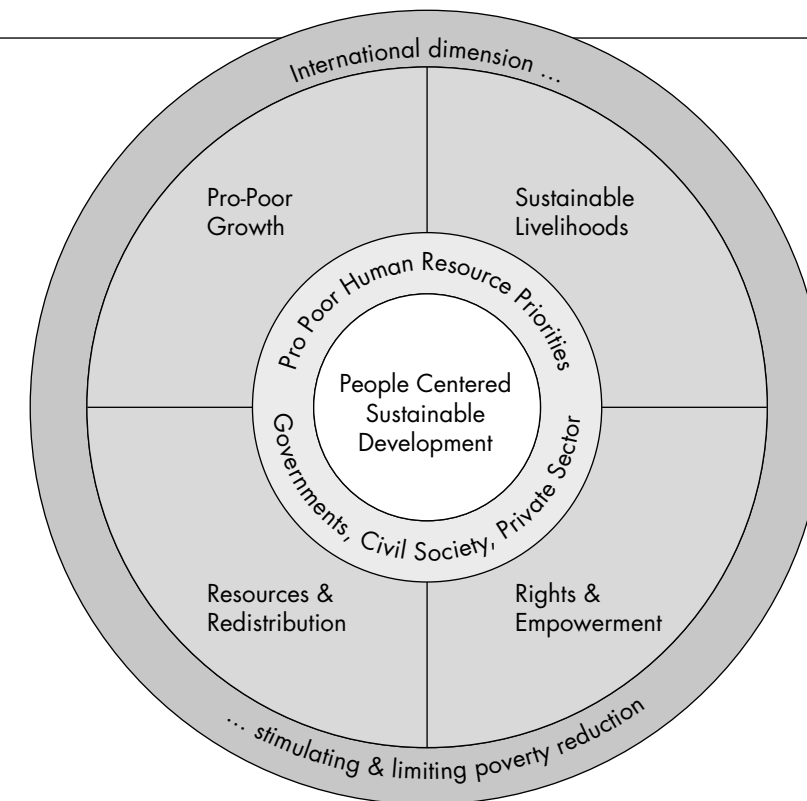 International dimension ...
Pro-Poor
Growth
Sustainable
Livelihoods
Pro Poor Human Resource Priorities
People Centered
Sustainable
Development
Governments, Civil Society, Private Sector
Resources &
Redistribution
Rights &
Empowerment
... stimulating & limiting poverty reduction